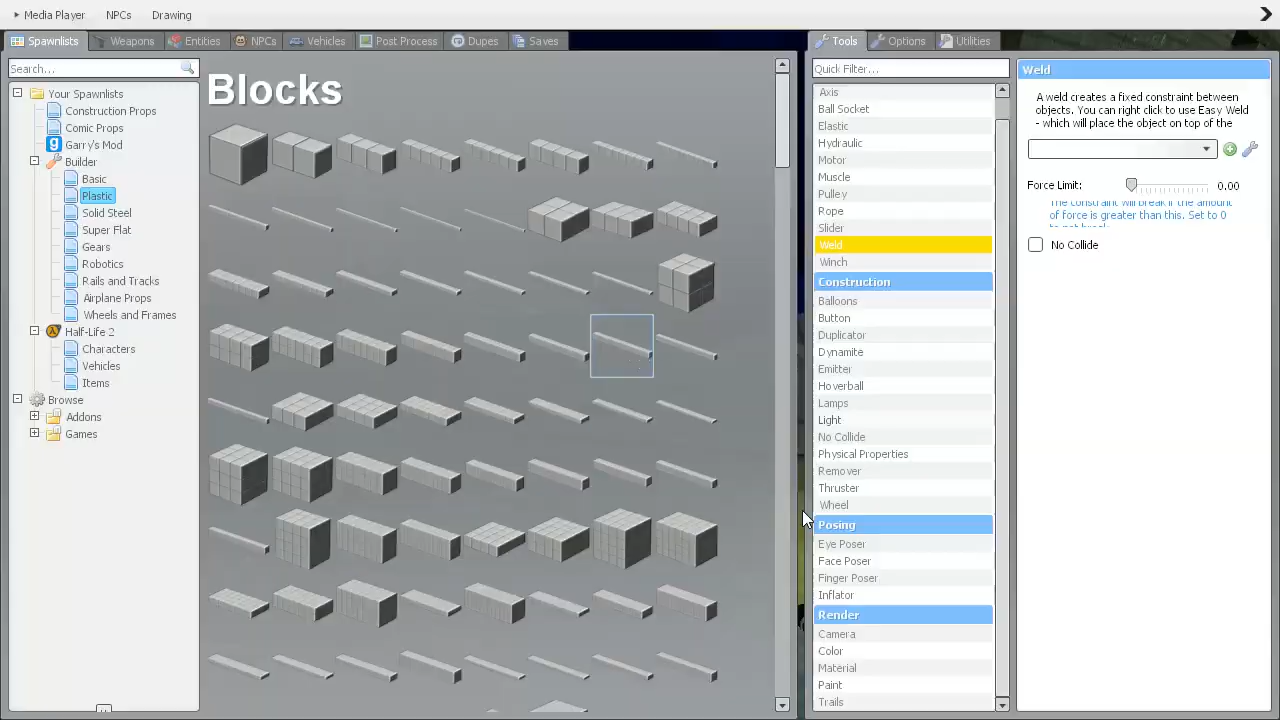 Media Player NPCs Drawing
Spawnlists Weapons Entities NPCs Vehicles Post Process Dupes Saves
Search...
Your Spawnlists
Construction Props
Comic Props
Garry's Mod
Builder
Basic
Plastic
Solid Steel
Super Flat
Gears
Robotics
Rails and Tracks
Airplane Props
Wheels and Frames
Half-Life 2
Characters
Vehicles
Items
Browse
Addons
Games
Blocks
Tools Options Utilities
Quick Filter...
Axis
Ball Socket
Elastic
Hydraulic
Motor
Muscle
Pulley
Rope
Slider
Weld
Winch
Construction
Balloons
Button
Duplicator
Dynamite
Emitter
Hoverball
Lamps
Light
No Collide
Physical Properties
Remover
Thruster
Wheel
Posing
Eye Poser
Face Poser
Finger Poser
Inflator
Render
Camera
Color
Material
Paint
Trails
Weld
A weld creates a fixed constraint between
objects. You can right click to use Easy Weld
- which will place the object on top of the
Force Limit: 0.00
The constraint will break if the amount
of force is greater than this. Set to 0
to not break
No Collide